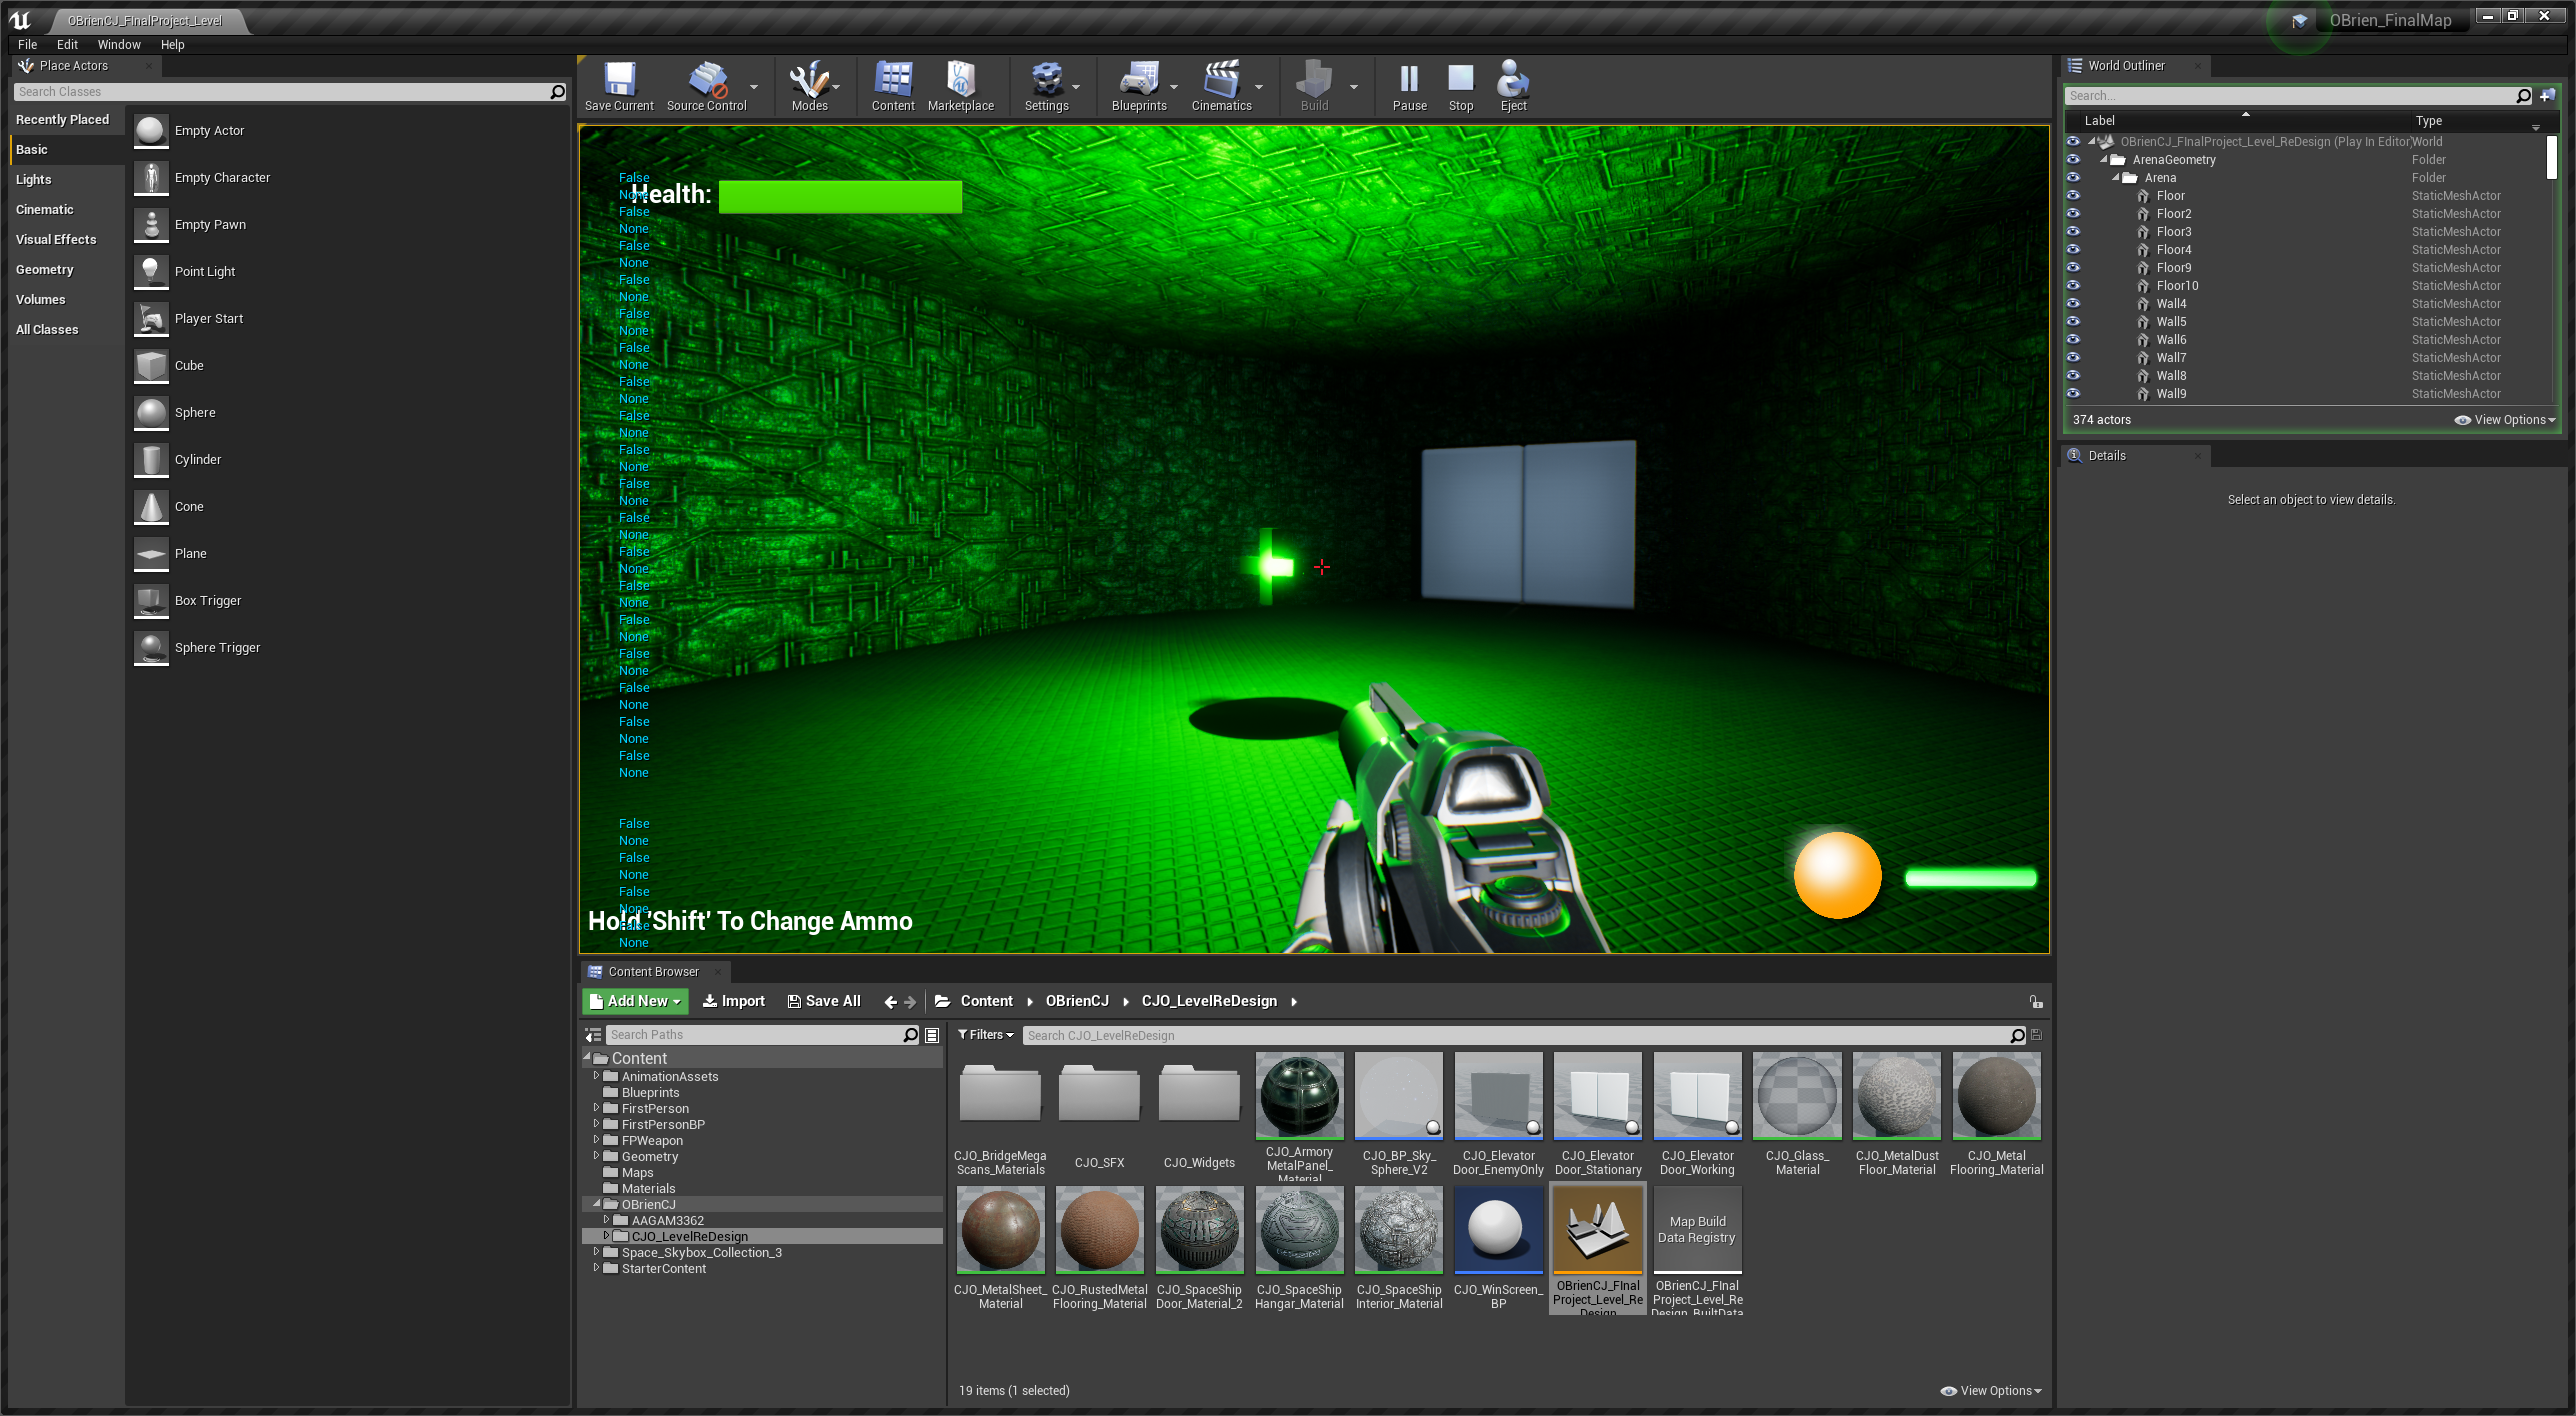 OBrienCJ_FInalProject_Level
OBrien_FinalMap
File Edit Window Help
Place Actors
Search Classes
Recently Placed
Basic
Lights
Cinematic
Visual Effects
Geometry
Volumes
All Classes
Empty Actor
Empty Character
Empty Pawn
Point Light
Player Start
Cube
Sphere
Cylinder
Cone
Plane
Box Trigger
Sphere Trigger
Save Current Source Control Modes Content Marketplace Settings Blueprints Cinematics Build Pause Stop Eject
Health:
False
None
False
None
False
None
False
None
False
None
False
None
False
None
False
None
False
None
False
None
False
None
False
None
False
None
False
None
False
None
False
None
False
None
False
None
False
None
False
None
False
None
False
None
Hold 'Shift' To Change Ammo
World Outliner
Search...
Label Type
OBrienCJ_FInalProject_Level_ReDesign (Play In Editor) World
ArenaGeometry Folder
Arena Folder
Floor StaticMeshActor
Floor2 StaticMeshActor
Floor3 StaticMeshActor
Floor4 StaticMeshActor
Floor9 StaticMeshActor
Floor10 StaticMeshActor
Wall4 StaticMeshActor
Wall5 StaticMeshActor
Wall6 StaticMeshActor
Wall7 StaticMeshActor
Wall8 StaticMeshActor
Wall9 StaticMeshActor
374 actors View Options
Details
Select an object to view details.
Content Browser
Add New Import Save All Content OBrienCJ CJO_LevelReDesign
Search Paths
Content
AnimationAssets
Blueprints
FirstPerson
FirstPersonBP
FPWeapon
Geometry
Maps
Materials
OBrienCJ
AAGAM3362
CJO_LevelReDesign
Space_Skybox_Collection_3
StarterContent
Filters Search CJO_LevelReDesign
CJO_BridgeMega
Scans_Materials
CJO_SFX
CJO_Widgets
CJO_Armory
MetalPanel_
Material
CJO_BP_Sky_
Sphere_V2
CJO_Elevator
Door_EnemyOnly
CJO_Elevator
Door_Stationary
CJO_Elevator
Door_Working
CJO_Glass_
Material
CJO_MetalDust
Floor_Material
CJO_Metal
Flooring_Material
CJO_MetalSheet_
Material
CJO_RustedMetal
Flooring_Material
CJO_SpaceShip
Door_Material_2
CJO_SpaceShip
Hangar_Material
CJO_SpaceShip
Interior_Material
CJO_WinScreen_
BP
OBrienCJ_FInal
Project_Level_Re
Design
Map Build
Data Registry
OBrienCJ_FInal
Project_Level_Re
Design_BuiltData
19 items (1 selected) View Options